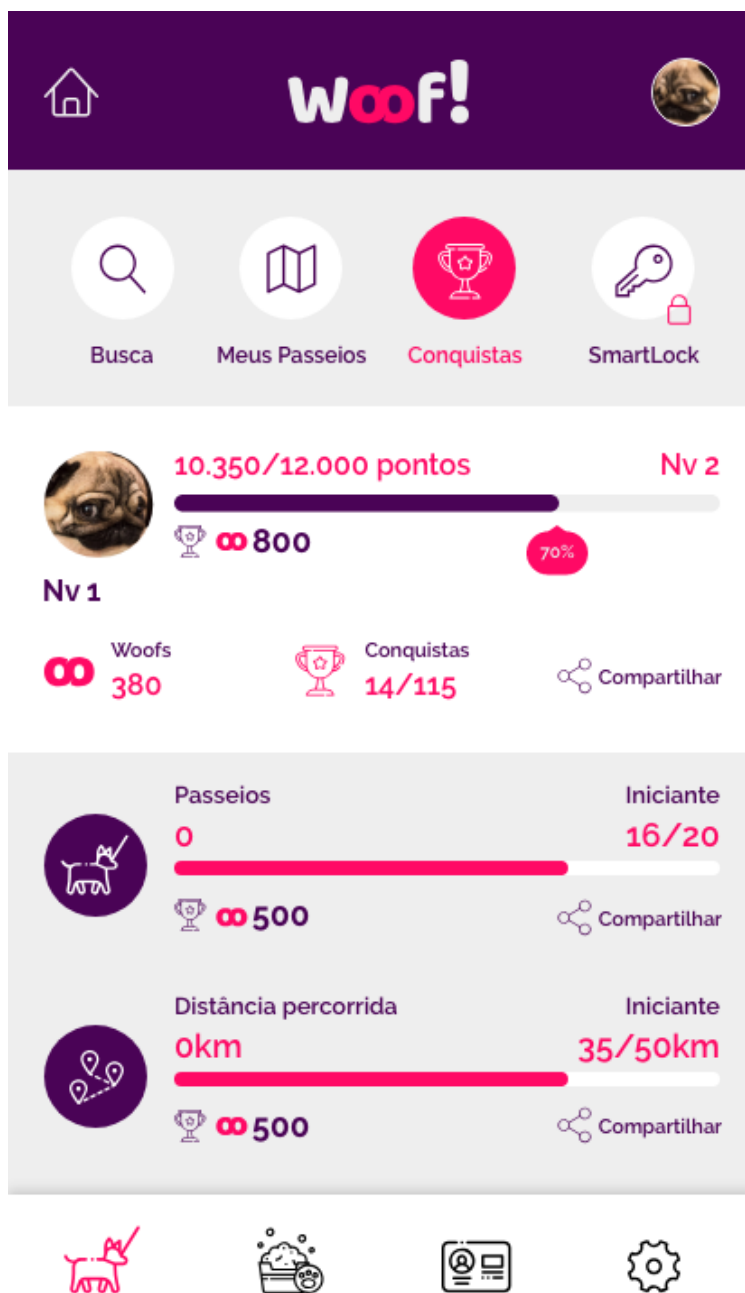 Woof!
Busca
Meus Passeios
Conquistas
SmartLock
10.350/12.000 pontos
Nv 2
800
70%
Nv 1
Woofs
380
Conquistas
14/115
Compartilhar
Passeios
Iniciante
0
16/20
500
Compartilhar
Distância percorrida
Iniciante
0km
35/50km
500
Compartilhar